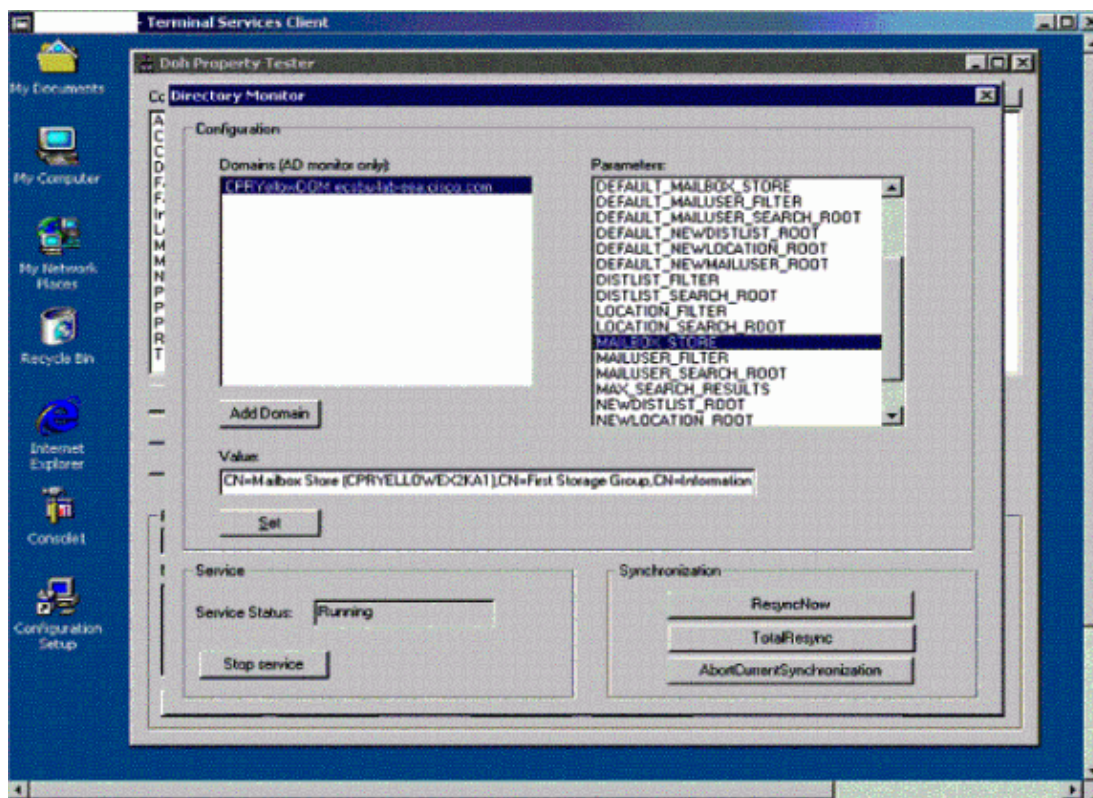 - Terminal Services Client
My Documents
My Computer
My Network
Places
Recycle Bin
Internet
Explorer
Console1
Configuration
Setup
Doh Property Tester
Directory Monitor
Configuration
Domains (AD monitor only):
Parameters:
DEFAULT_MAILBOX_STORE
DEFAULT_MAILUSER_FILTER
DEFAULT_MAILUSER_SEARCH_ROOT
DEFAULT_NEWDISTLIST_ROOT
DEFAULT_NEWLOCATION_ROOT
DEFAULT_NEWMAILUSER_ROOT
DISTLIST_FILTER
DISTLIST_SEARCH_ROOT
LOCATION_FILTER
LOCATION_SEARCH_ROOT
MAILBOX_STORE
MAILUSER_FILTER
MAILUSER_SEARCH_ROOT
MAX_SEARCH_RESULTS
NEWDISTLIST_ROOT
NEWLOCATION_ROOT
Add Domain
Value:
CN=Mailbox Store (CPRYELLOWEX2KA1),CN=First Storage Group,CN=Information
Set
Service
Service Status: Running
Stop service
Synchronization
ResyncNow
TotalResync
AbortCurrentSynchronization